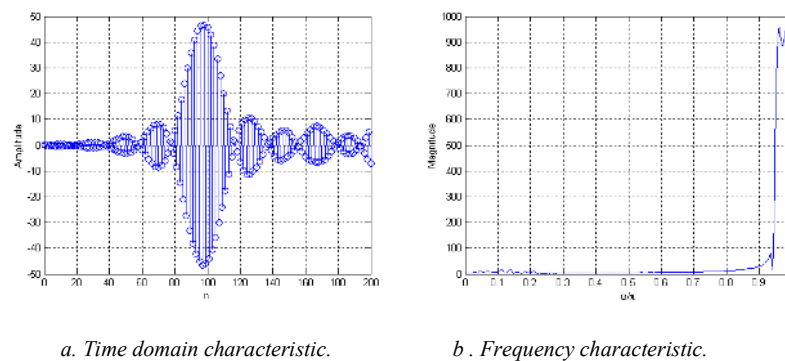 50
40
30
20
10
0
-10
-20
-30
-40
-50
Amplitude
0 20 40 60 80 100 120 140 160 180 200
n
1000
900
800
700
600
500
400
300
200
100
0
Magnitude
0 0.1 0.2 0.3 0.4 0.5 0.6 0.7 0.8 0.9
ω/π
a. Time domain characteristic.
b . Frequency characteristic.